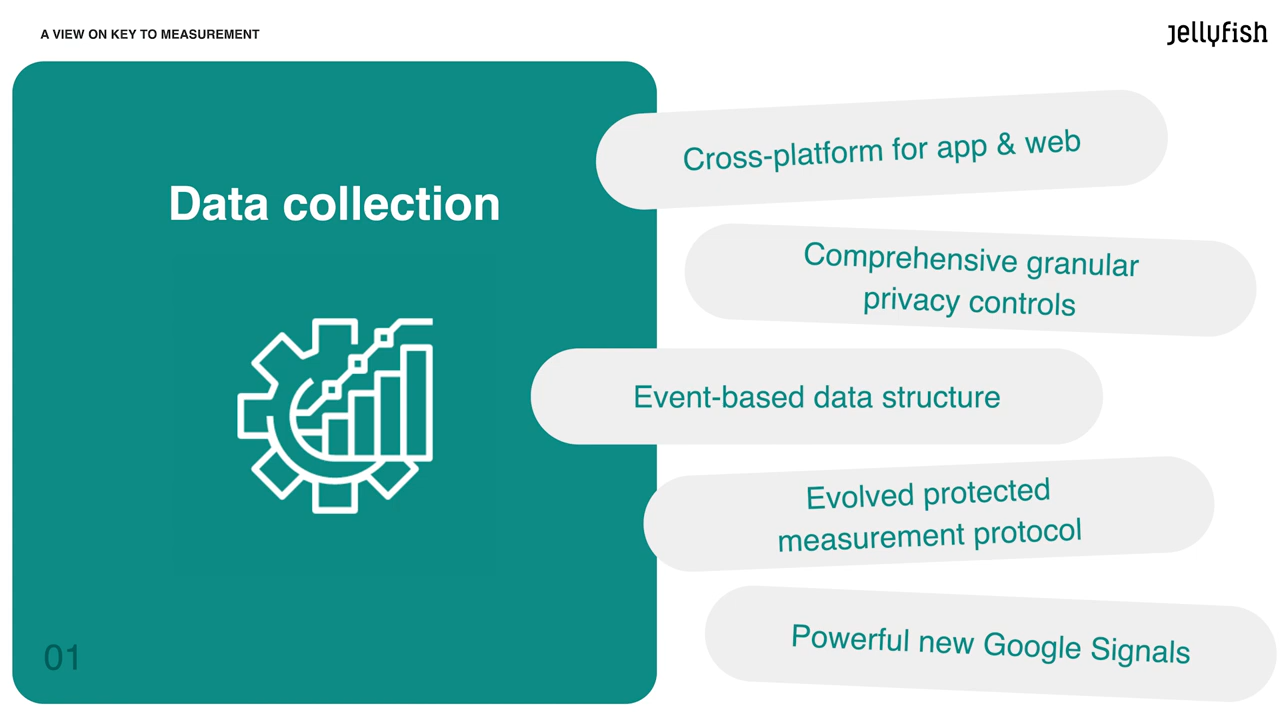 A VIEW ON KEY TO MEASUREMENT
jellyfish
Data collection
Cross-platform for app & web
Comprehensive granular
privacy controls
Event-based data structure
Evolved protected
measurement protocol
Powerful new Google Signals
01